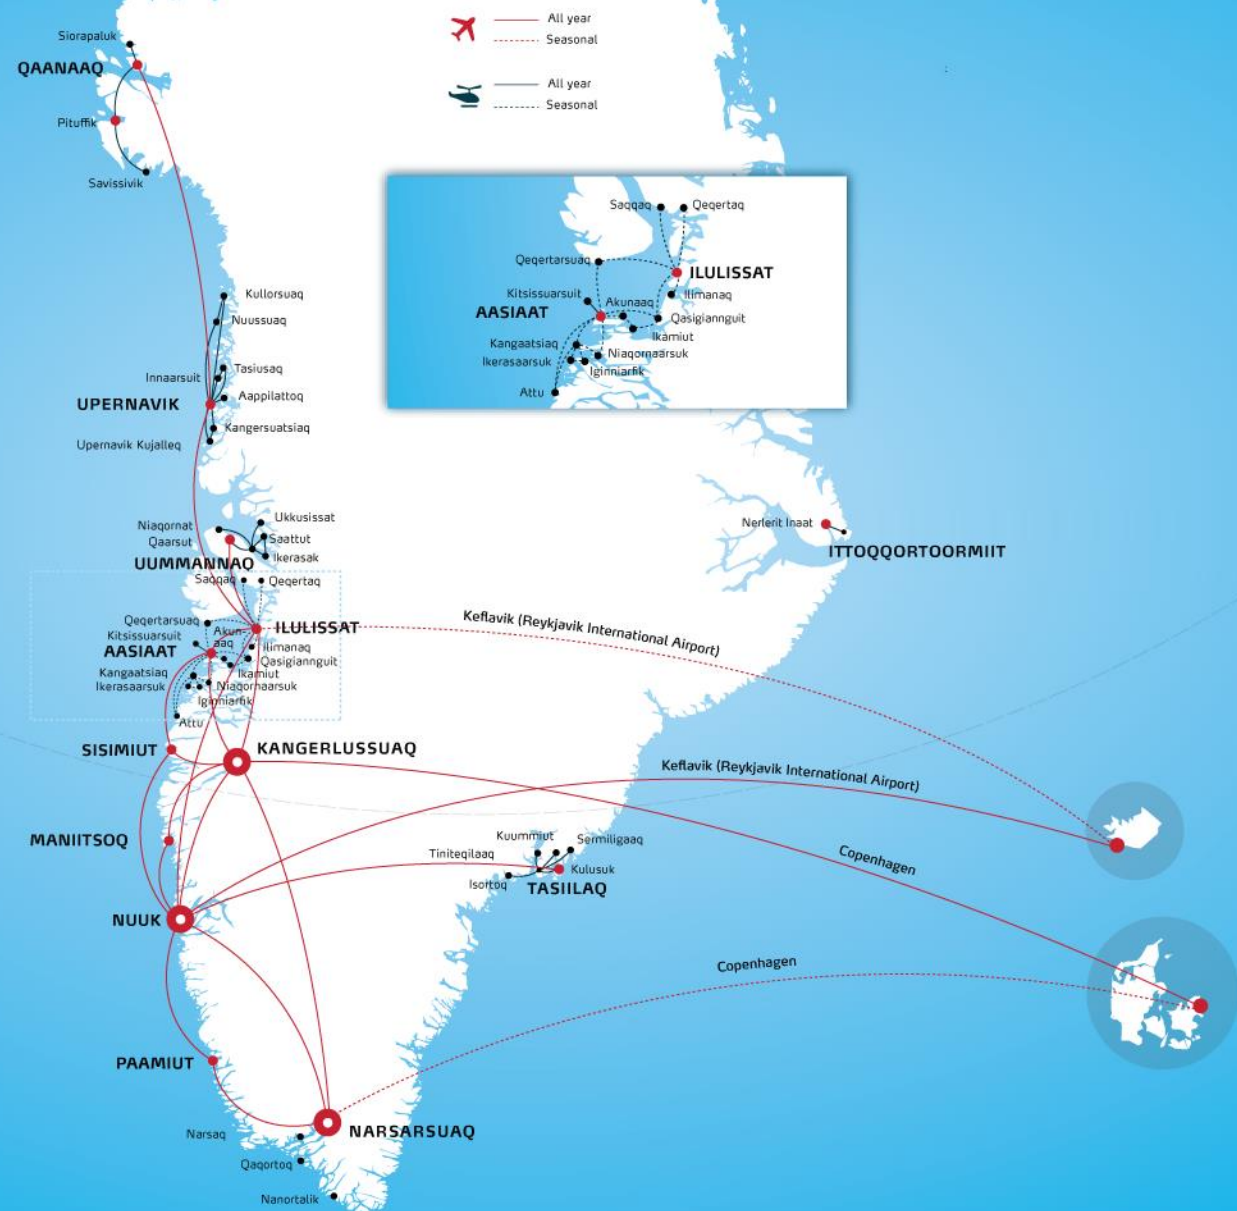 All year
Seasonal
All year
Seasonal
Siorapaluk
QAANAAQ
Pituffik
Savissivik
Saqqaq
Qeqertaq
Qeqertarsuaq
ILULISSAT
Kitsissuarsuit
Akunaaq
Ilimanaq
AASIAAT
Qasigiannguit
Ikamiut
Kangaatsiaq
Niaqornaarsuk
Ikerasaarsuk
Iginniarfik
Attu
Kullorsuaq
Nuussuaq
Tasiusaq
Innaarsuit
Aappilattoq
UPERNAVIK
Kangersuatsiaq
Upernavik Kujalleq
Ukkusissat
Niaqornat
Saattut
Qaarsut
Ikerasak
UUMMANNAQ
Saqqaq
Qeqertaq
Nerlerit Inaat
ITTOQQORTOORMIIT
Qeqertarsuaq
Kitsissuarsuit
Akun-
aaq
ILULISSAT
Ilimanaq
AASIAAT
Qasigiannguit
Kangaatsiaq
Ikamiut
Ikerasaarsuk
Niaqornaarsuk
Iginniarfik
Attu
Keflavik (Reykjavik International Airport)
SISIMIUT
KANGERLUSSUAQ
Keflavik (Reykjavik International Airport)
MANIITSOQ
Kuummiut
Sermiligaaq
Tiniteqilaaq
Kulusuk
Isortoq
TASIILAQ
Copenhagen
NUUK
Copenhagen
PAAMIUT
Narsaq
NARSARSUAQ
Qaqortoq
Nanortalik